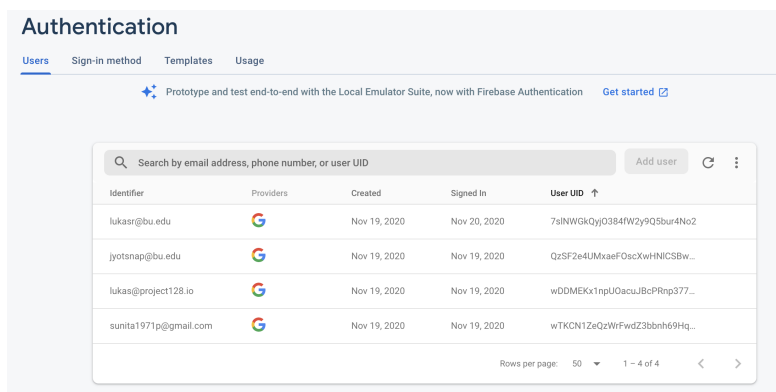 Authentication
Users Sign-in method Templates Usage
Prototype and test end-to-end with the Local Emulator Suite, now with Firebase Authentication Get started
Search by email address, phone number, or user UID Add user
Identifier Providers Created Signed In User UID
lukasr@bu.edu Nov 19, 2020 Nov 20, 2020 7slNWGkQyjO384fW2y9Q5bur4No2
jyotsnap@bu.edu Nov 19, 2020 Nov 19, 2020 QzSF2e4UMxaeFOscXwHNlCSBw...
lukas@project128.io Nov 19, 2020 Nov 19, 2020 wDDMEKx1npUOacuJBcPRnp377...
sunita1971p@gmail.com Nov 19, 2020 Nov 19, 2020 wTKCN1ZeQzWrFwdZ3bbnh69Hq...
Rows per page: 50 1 – 4 of 4